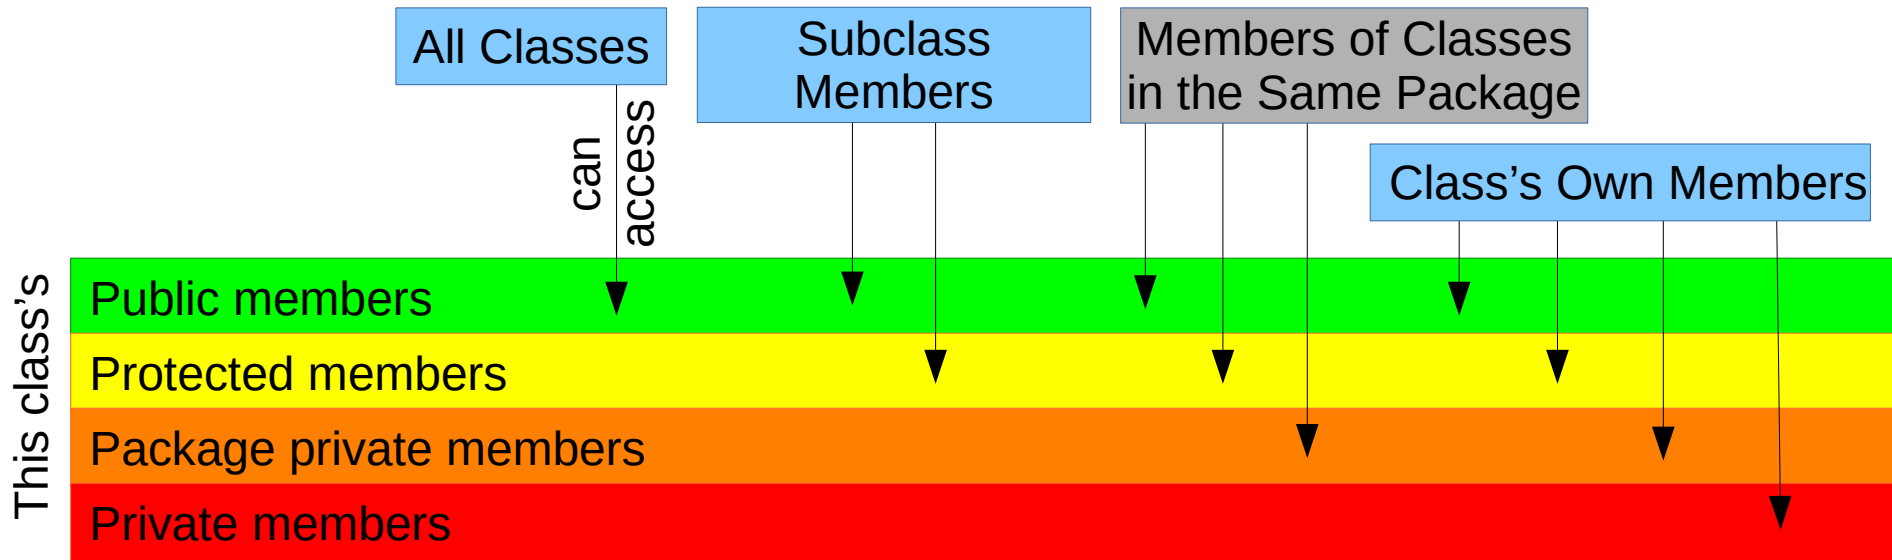 All Classes
Subclass
Members
Members of Classes
in the Same Package
can
access
Class’s Own Members
This class’s
Public members
Protected members
Package private members
Private members